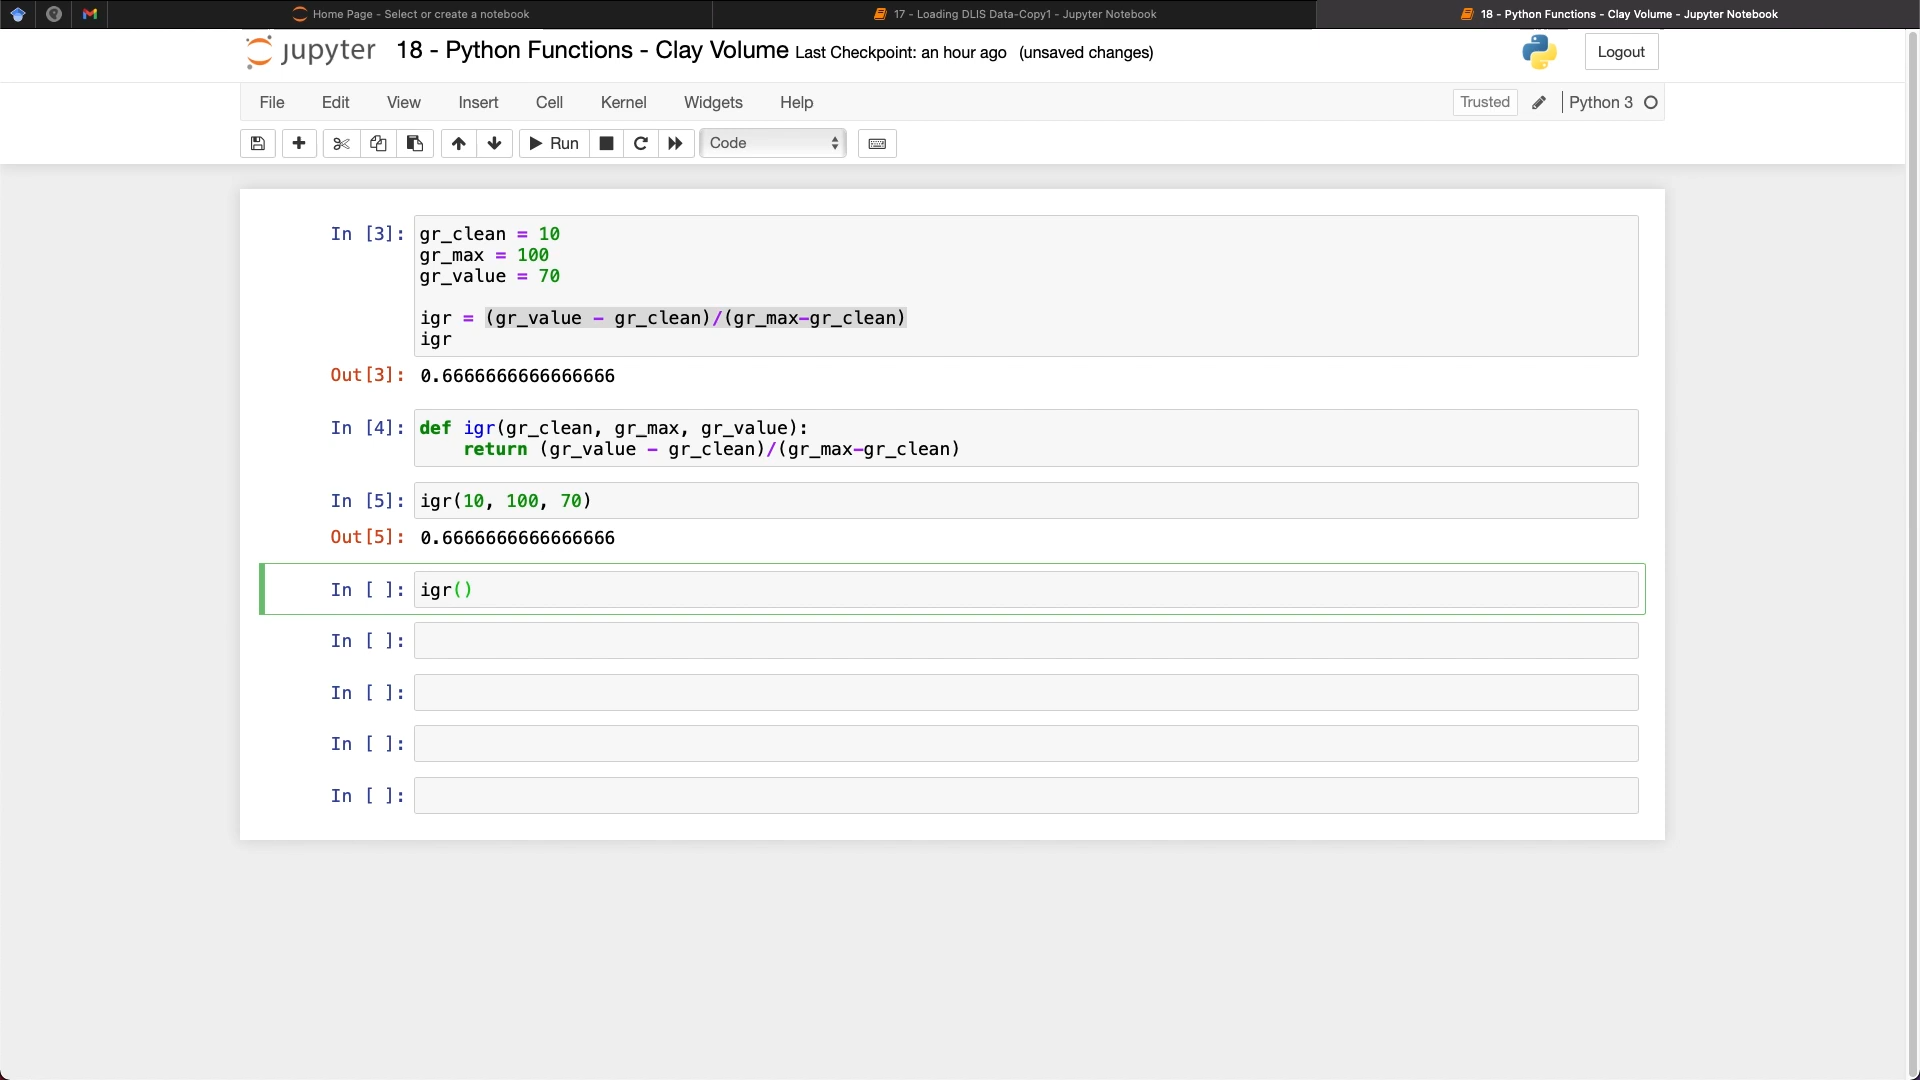 Home Page - Select or create a notebook
17 - Loading DLIS Data-Copy1 - Jupyter Notebook
18 - Python Functions - Clay Volume - Jupyter Notebook
jupyter 18 - Python Functions - Clay Volume Last Checkpoint: an hour ago (unsaved changes)
Logout
File Edit View Insert Cell Kernel Widgets Help
Trusted Python 3
Run Code
In [3]: gr_clean = 10
gr_max = 100
gr_value = 70
igr = (gr_value - gr_clean)/(gr_max-gr_clean)
igr
Out[3]: 0.6666666666666666
In [4]: def igr(gr_clean, gr_max, gr_value):
return (gr_value - gr_clean)/(gr_max-gr_clean)
In [5]: igr(10, 100, 70)
Out[5]: 0.6666666666666666
In [ ]: igr()
In [ ]:
In [ ]:
In [ ]:
In [ ]: